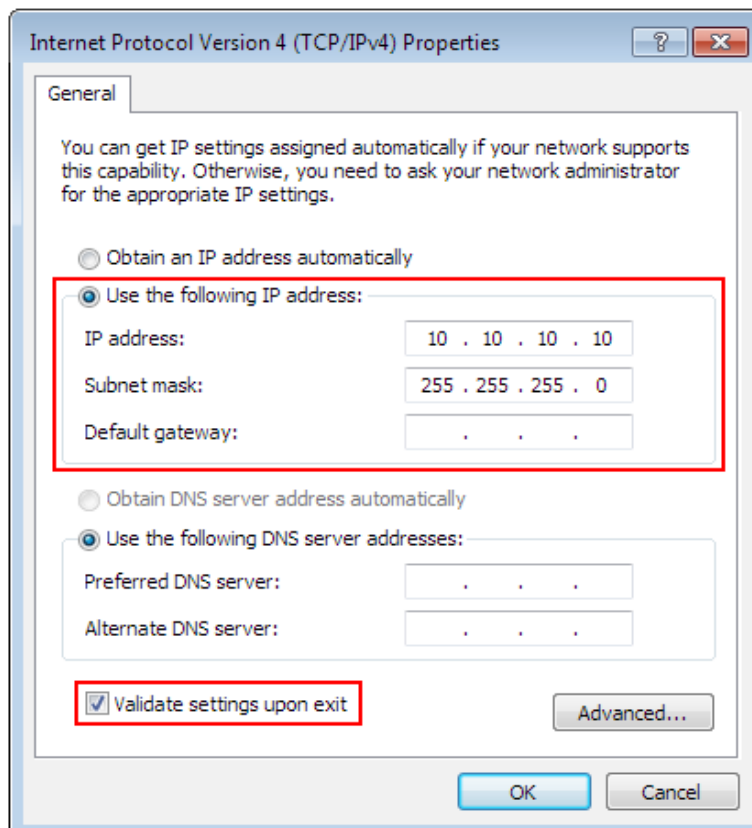 Internet Protocol Version 4 (TCP/IPv4) Properties
General
You can get IP settings assigned automatically if your network supports
this capability. Otherwise, you need to ask your network administrator
for the appropriate IP settings.
Obtain an IP address automatically
Use the following IP address:
IP address: 10 . 10 . 10 . 10
Subnet mask: 255 . 255 . 255 . 0
Default gateway: . . .
Obtain DNS server address automatically
Use the following DNS server addresses:
Preferred DNS server: . . .
Alternate DNS server: . . .
Validate settings upon exit
Advanced...
OK Cancel